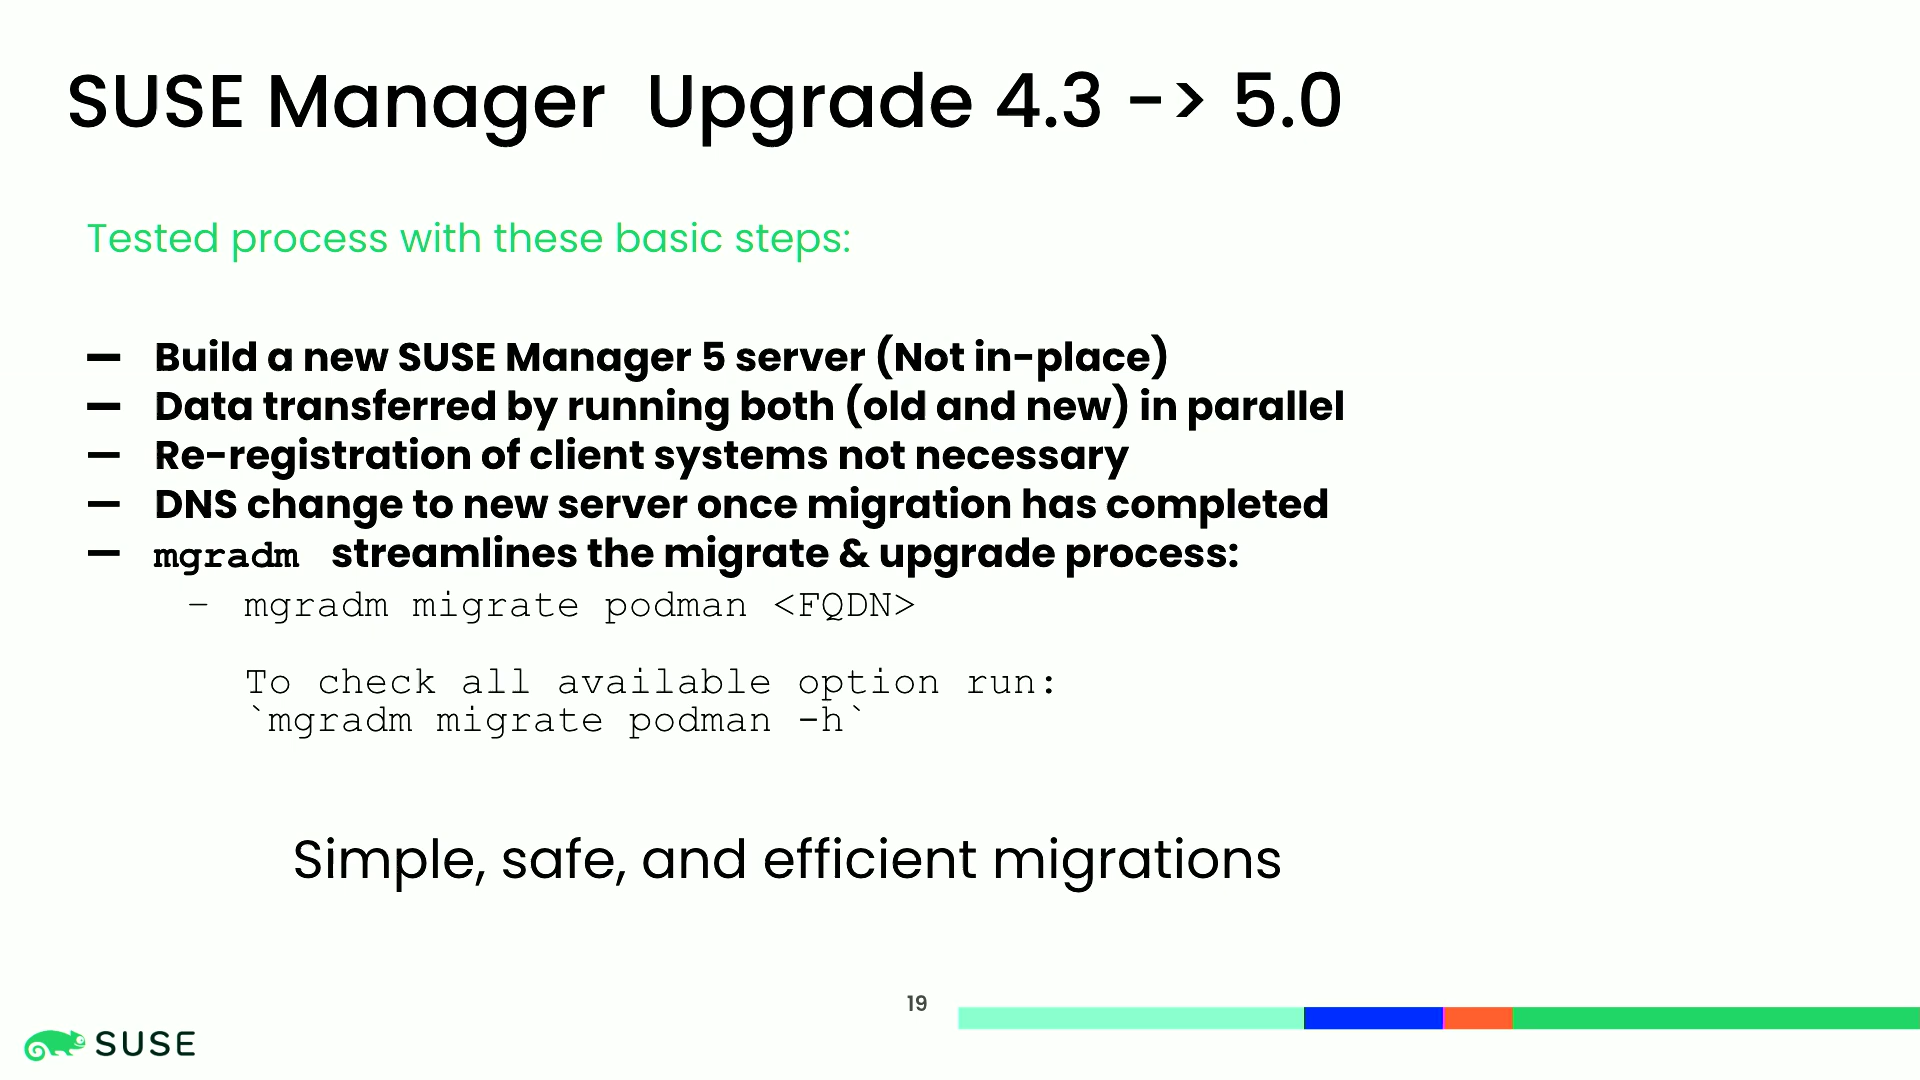 SUSE Manager  Upgrade 4.3 -> 5.0
Tested process with these basic steps:
— Build a new SUSE Manager 5 server (Not in-place)
— Data transferred by running both (old and new) in parallel
— Re-registration of client systems not necessary
— DNS change to new server once migration has completed
— mgradm  streamlines the migrate & upgrade process:
– mgradm migrate podman <FQDN>
To check all available option run:
`mgradm migrate podman -h`
Simple, safe, and efficient migrations
19
SUSE